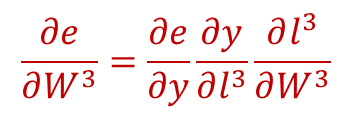 ∂e/∂W³ = ∂e/∂y ∂y/∂l³ ∂l³/∂W³